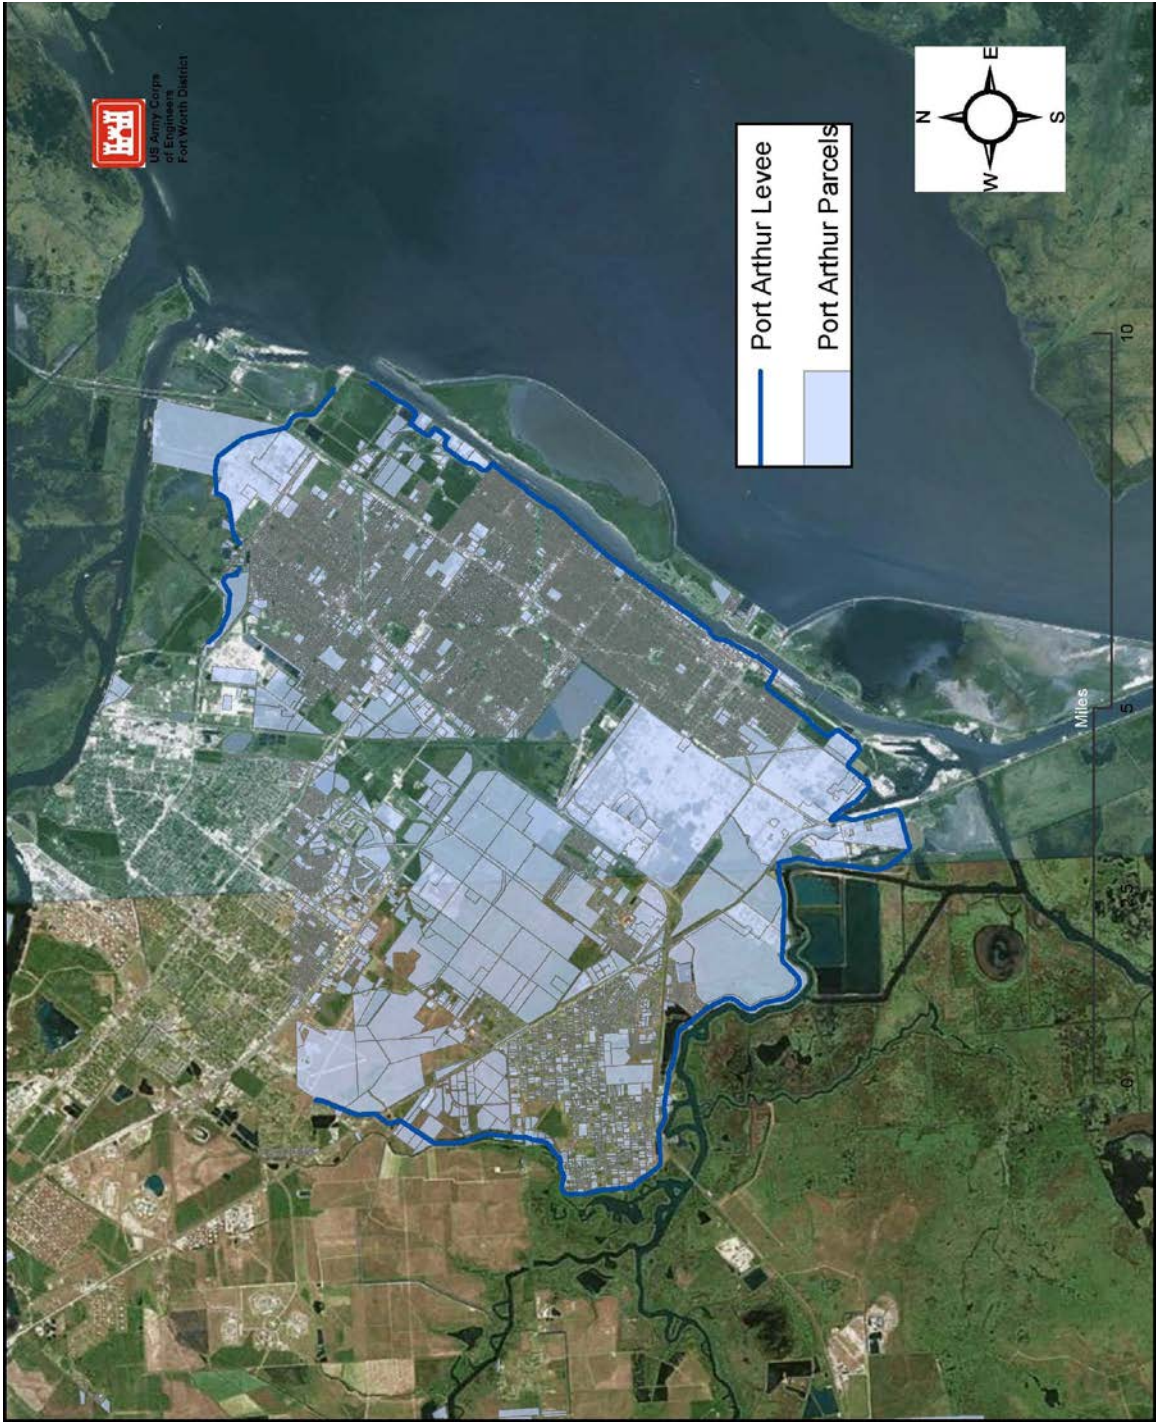 US Army Corps
of Engineers
Fort Worth District
Port Arthur Levee
Port Arthur Parcels
N
E
S
W
0
2.5
5
10
Miles